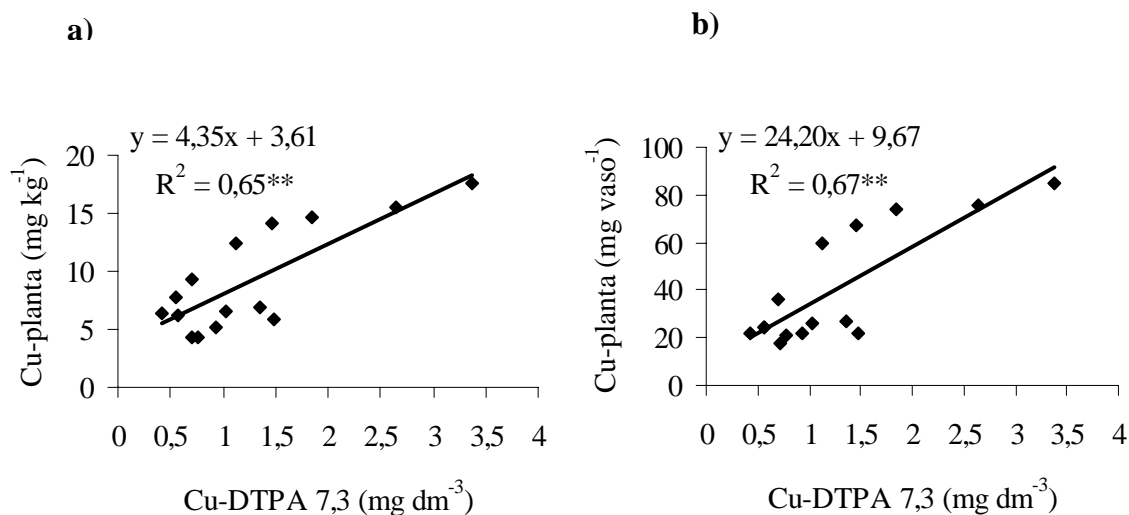 a)
y = 4,35x + 3,61
R² = 0,65**
Cu-planta (mg kg⁻¹)
20
15
10
5
0
0 0,5 1 1,5 2 2,5 3 3,5 4
Cu-DTPA 7,3 (mg dm⁻³)
b)
y = 24,20x + 9,67
R² = 0,67**
Cu-planta (mg vaso⁻¹)
100
80
60
40
20
0
0 0,5 1 1,5 2 2,5 3 3,5 4
Cu-DTPA 7,3 (mg dm⁻³)